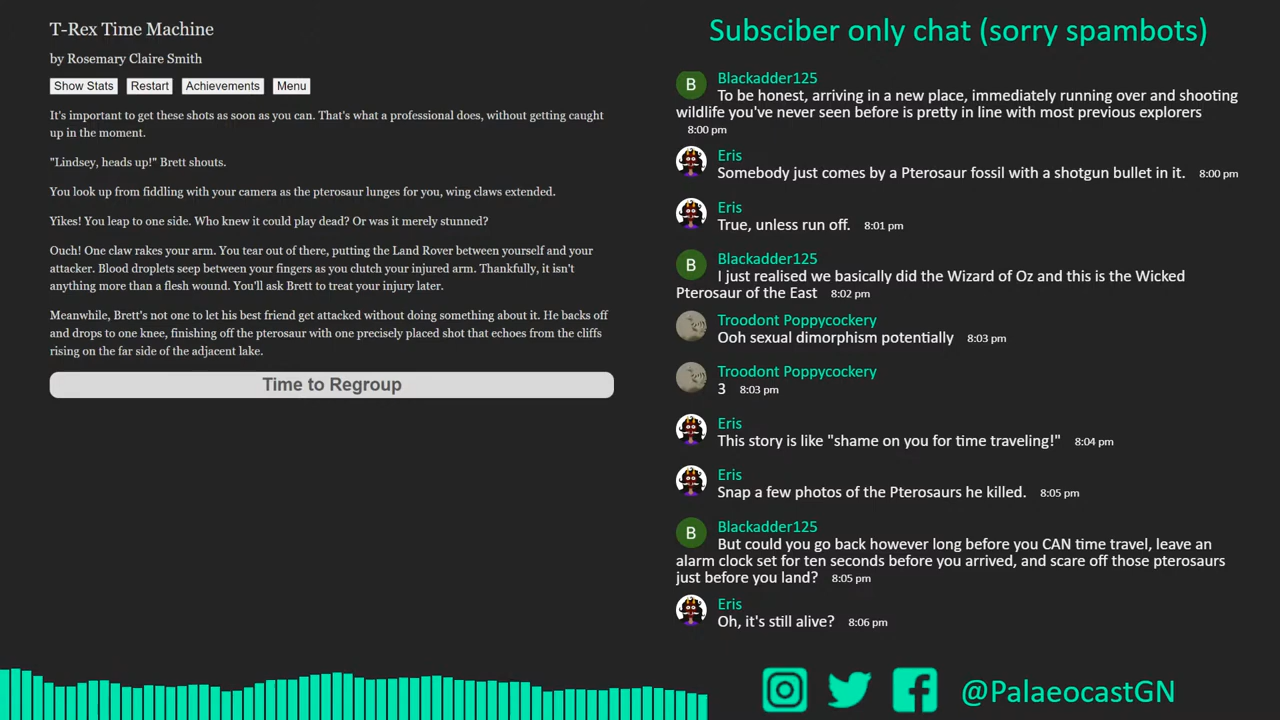 T-Rex Time Machine
by Rosemary Claire Smith
Show Stats Restart Achievements Menu
It's important to get these shots as soon as you can. That's what a professional does, without getting caught
up in the moment.
"Lindsey, heads up!" Brett shouts.
You look up from fiddling with your camera as the pterosaur lunges for you, wing claws extended.
Yikes! You leap to one side. Who knew it could play dead? Or was it merely stunned?
Ouch! One claw rakes your arm. You tear out of there, putting the Land Rover between yourself and your
attacker. Blood droplets seep between your fingers as you clutch your injured arm. Thankfully, it isn't
anything more than a flesh wound. You'll ask Brett to treat your injury later.
Meanwhile, Brett's not one to let his best friend get attacked without doing something about it. He backs off
and drops to one knee, finishing off the pterosaur with one precisely placed shot that echoes from the cliffs
rising on the far side of the adjacent lake.
Time to Regroup
Subsciber only chat (sorry spambots)
B Blackadder125
To be honest, arriving in a new place, immediately running over and shooting
wildlife you've never seen before is pretty in line with most previous explorers
8:00 pm
Eris
Somebody just comes by a Pterosaur fossil with a shotgun bullet in it. 8:00 pm
Eris
True, unless run off. 8:01 pm
B Blackadder125
I just realised we basically did the Wizard of Oz and this is the Wicked
Pterosaur of the East 8:02 pm
Troodont Poppycockery
Ooh sexual dimorphism potentially 8:03 pm
Troodont Poppycockery
3 8:03 pm
Eris
This story is like "shame on you for time traveling!" 8:04 pm
Eris
Snap a few photos of the Pterosaurs he killed. 8:05 pm
B Blackadder125
But could you go back however long before you CAN time travel, leave an
alarm clock set for ten seconds before you arrived, and scare off those pterosaurs
just before you land? 8:05 pm
Eris
Oh, it's still alive? 8:06 pm
@PalaeocastGN